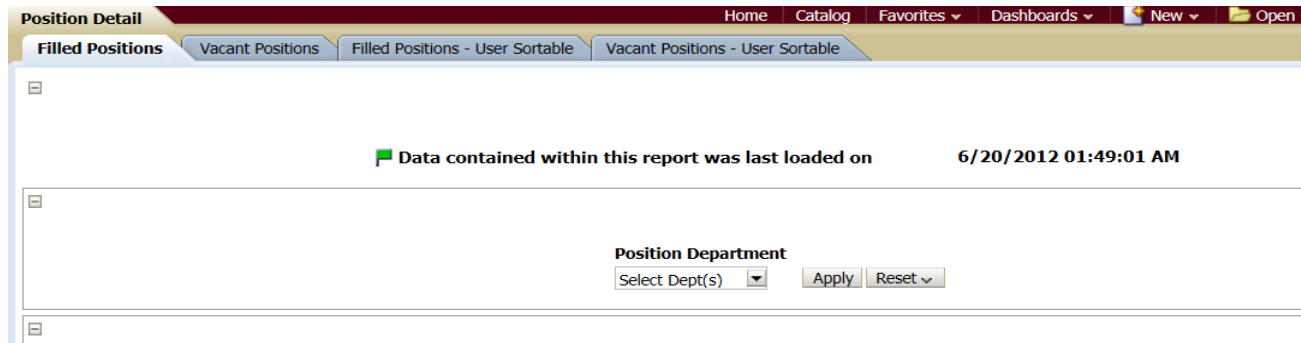 Position Detail
Home Catalog Favorites Dashboards New Open
Filled Positions Vacant Positions Filled Positions - User Sortable Vacant Positions - User Sortable
Data contained within this report was last loaded on 6/20/2012 01:49:01 AM
Position Department
Select Dept(s) Apply Reset